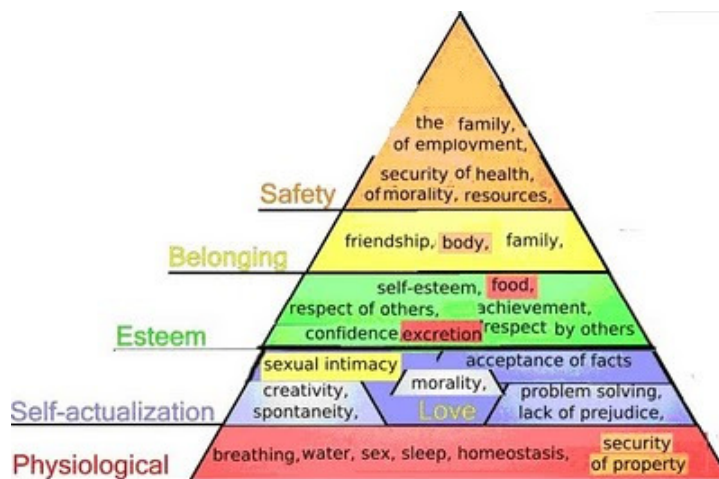 the family,
of employment,
security of health,
of morality, resources,
Safety
friendship, body, family,
Belonging
self-esteem, food,
respect of others, achievement,
confidence excretion respect by others
Esteem
sexual intimacy acceptance of facts
morality,
creativity, problem solving,
spontaneity, Love lack of prejudice,
Self-actualization
security
breathing, water, sex, sleep, homeostasis,
of property
Physiological